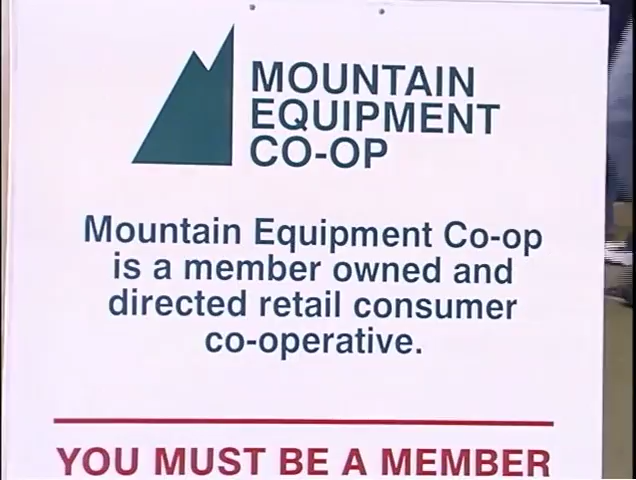 MOUNTAIN
EQUIPMENT
CO-OP
Mountain Equipment Co-op
is a member owned and
directed retail consumer
co-operative.
YOU MUST BE A MEMBER